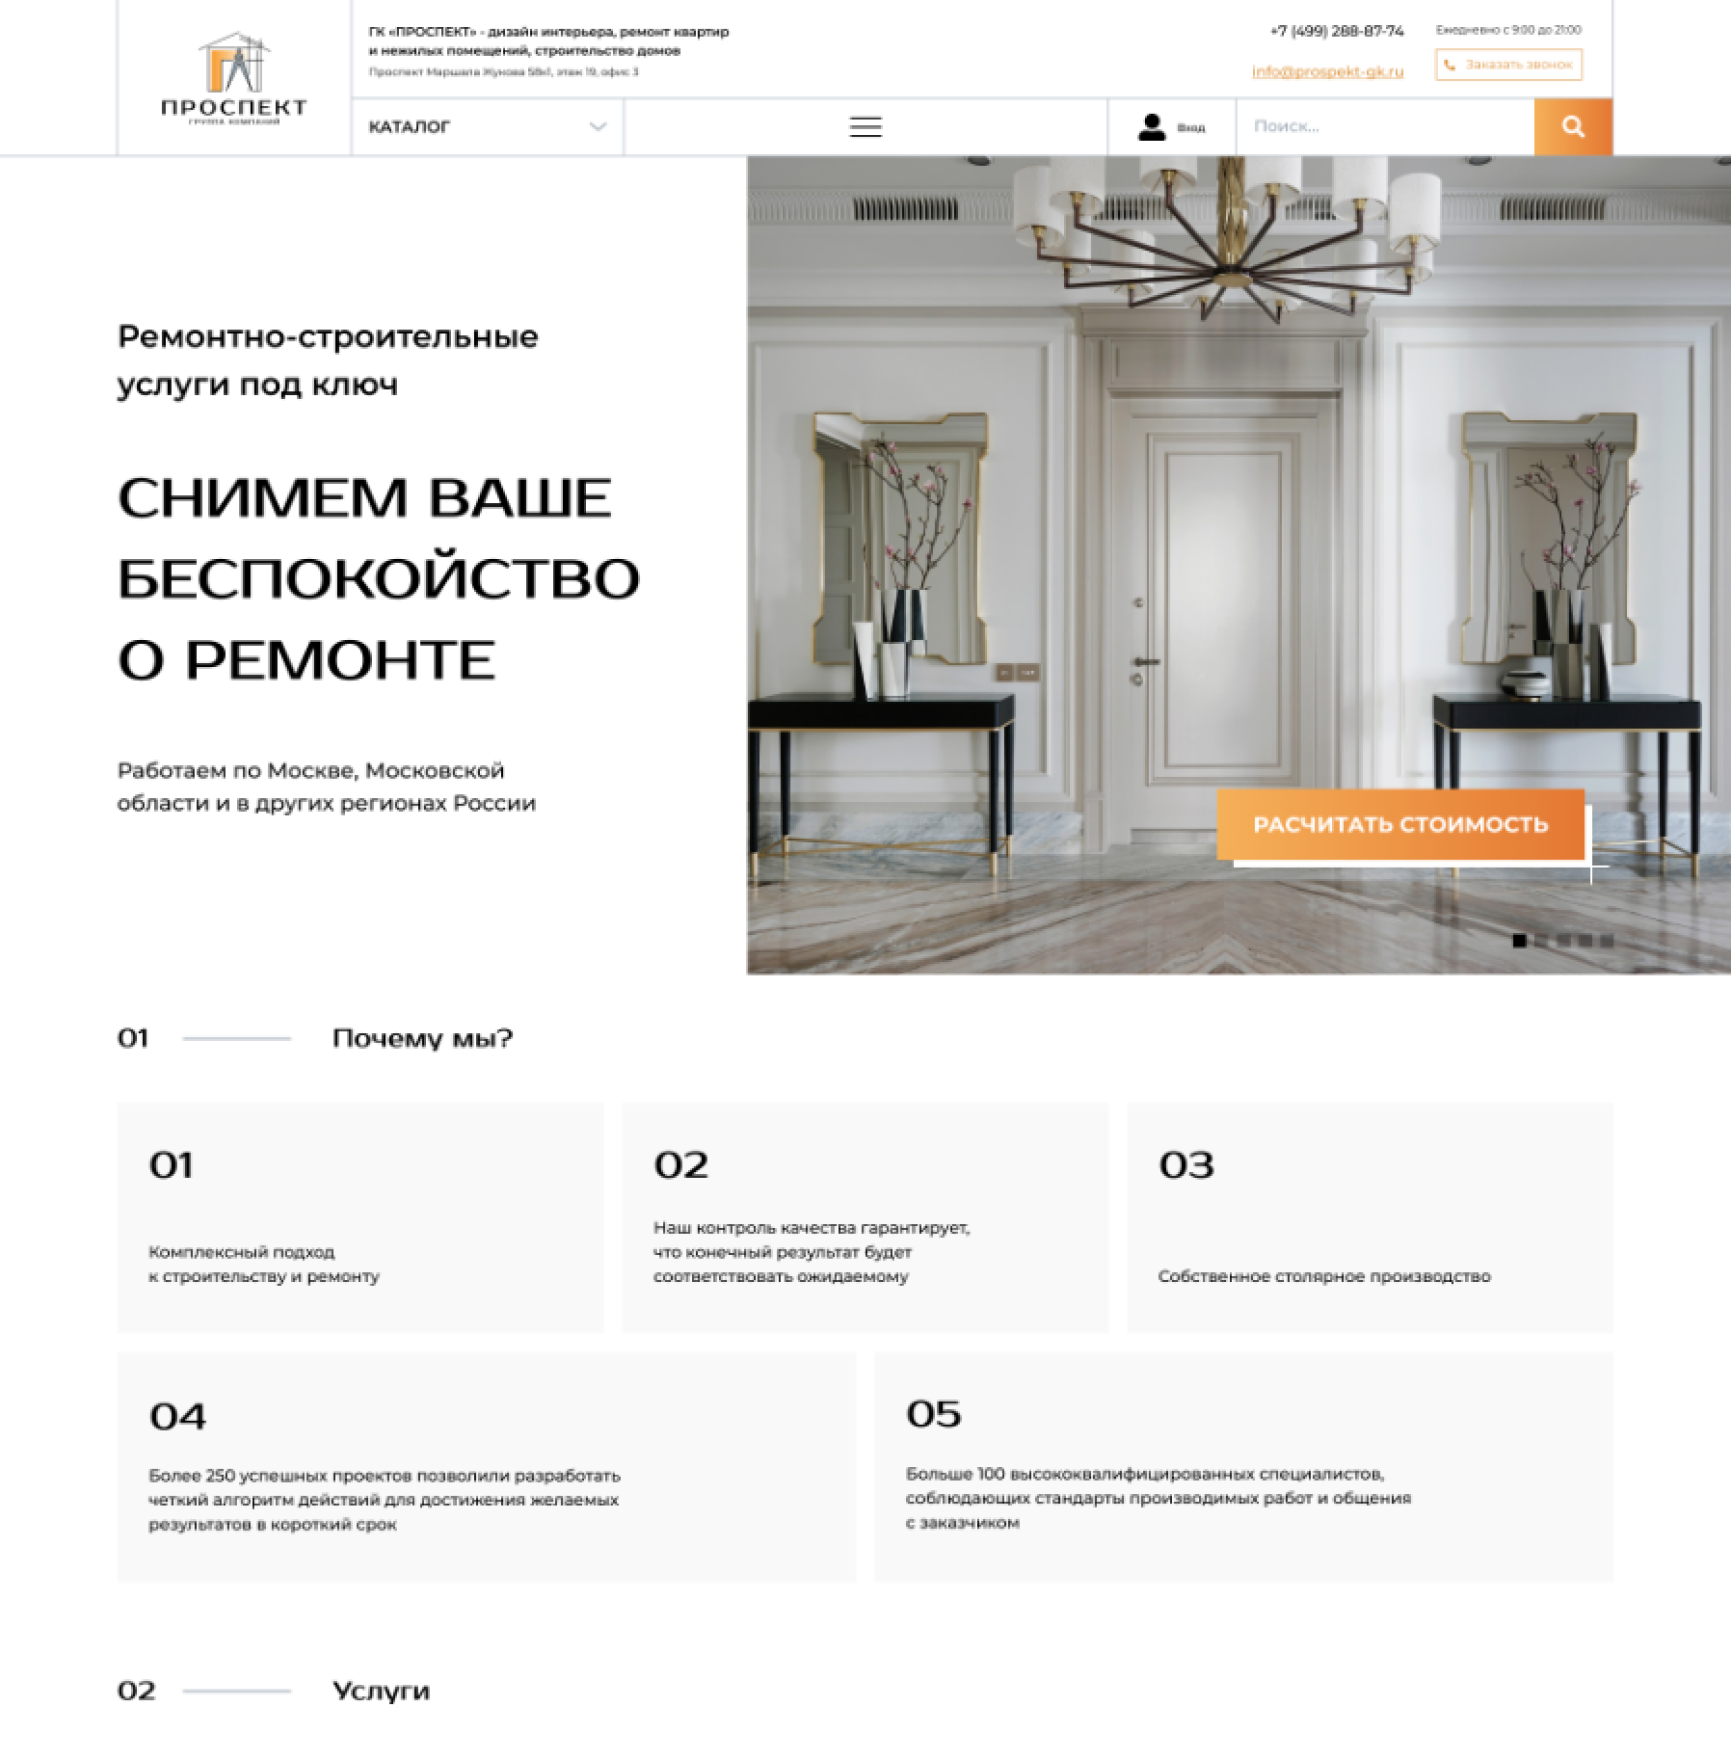 ПРОСПЕКТ
ГРУППА КОМПАНИЙ
ГК «ПРОСПЕКТ» - дизайн интерьера, ремонт квартир
и нежилых помещений, строительство домов
Проспект Маршала Жукова 59к1, этаж 19, офис 3
+7 (499) 288-87-74
info@prospekt-gk.ru
Ежедневно с 9:00 до 21:00
Заказать звонок
КАТАЛОГ
Вход
Поиск...
Ремонтно-строительные
услуги под ключ
СНИМЕМ ВАШЕ
БЕСПОКОЙСТВО
О РЕМОНТЕ
Работаем по Москве, Московской
области и в других регионах России
РАСЧИТАТЬ СТОИМОСТЬ
01 Почему мы?
01
Комплексный подход
к строительству и ремонту
02
Наш контроль качества гарантирует,
что конечный результат будет
соответствовать ожидаемому
03
Собственное столярное производство
04
Более 250 успешных проектов позволили разработать
четкий алгоритм действий для достижения желаемых
результатов в короткий срок
05
Больше 100 высококвалифицированных специалистов,
соблюдающих стандарты производимых работ и общения
с заказчиком
02 Услуги